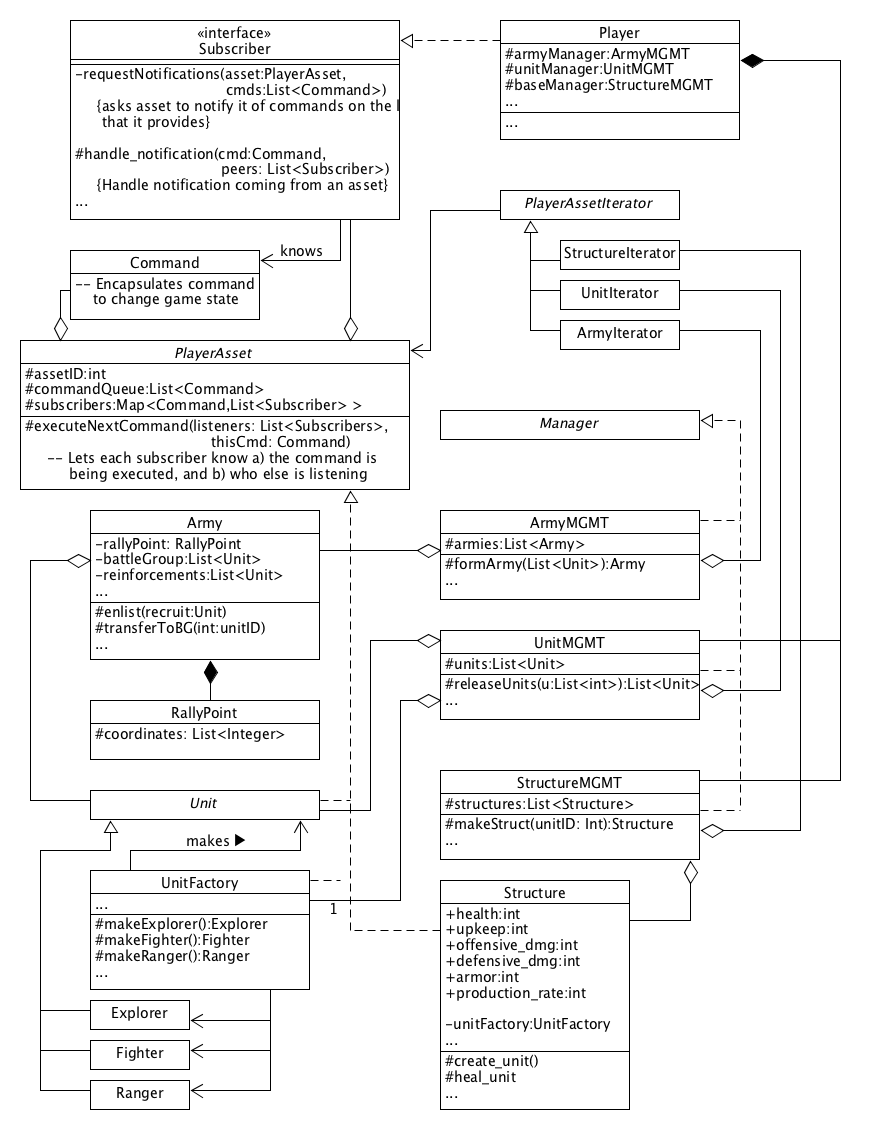 «interface»
Subscriber
-requestNotifications(asset:PlayerAsset,
cmds:List<Command>)
{asks asset to notify it of commands on the l
that it provides}
#handle_notification(cmd:Command,
peers: List<Subscriber>)
{Handle notification coming from an asset}
...
Player
#armyManager:ArmyMGMT
#unitManager:UnitMGMT
#baseManager:StructureMGMT
...
...
PlayerAssetIterator
StructureIterator
UnitIterator
ArmyIterator
knows
Command
-- Encapsulates command
to change game state
PlayerAsset
#assetID:int
#commandQueue:List<Command>
#subscribers:Map<Command,List<Subscriber> >
#executeNextCommand(listeners: List<Subscribers>,
thisCmd: Command)
-- Lets each subscriber know a) the command is
being executed, and b) who else is listening
Manager
Army
-rallyPoint: RallyPoint
-battleGroup:List<Unit>
-reinforcements:List<Unit>
...
#enlist(recruit:Unit)
#transferToBG(int:unitID)
...
ArmyMGMT
#armies:List<Army>
#formArmy(List<Unit>):Army
...
UnitMGMT
#units:List<Unit>
#releaseUnits(u:List<int>):List<Unit>
...
RallyPoint
#coordinates: List<Integer>
Unit
makes ▶
StructureMGMT
#structures:List<Structure>
#makeStruct(unitID: Int):Structure
...
UnitFactory
...
#makeExplorer():Explorer
#makeFighter():Fighter
#makeRanger():Ranger
...
1
Explorer
Fighter
Ranger
Structure
+health:int
+upkeep:int
+offensive_dmg:int
+defensive_dmg:int
+armor:int
+production_rate:int
-unitFactory:UnitFactory
...
#create_unit()
#heal_unit
...